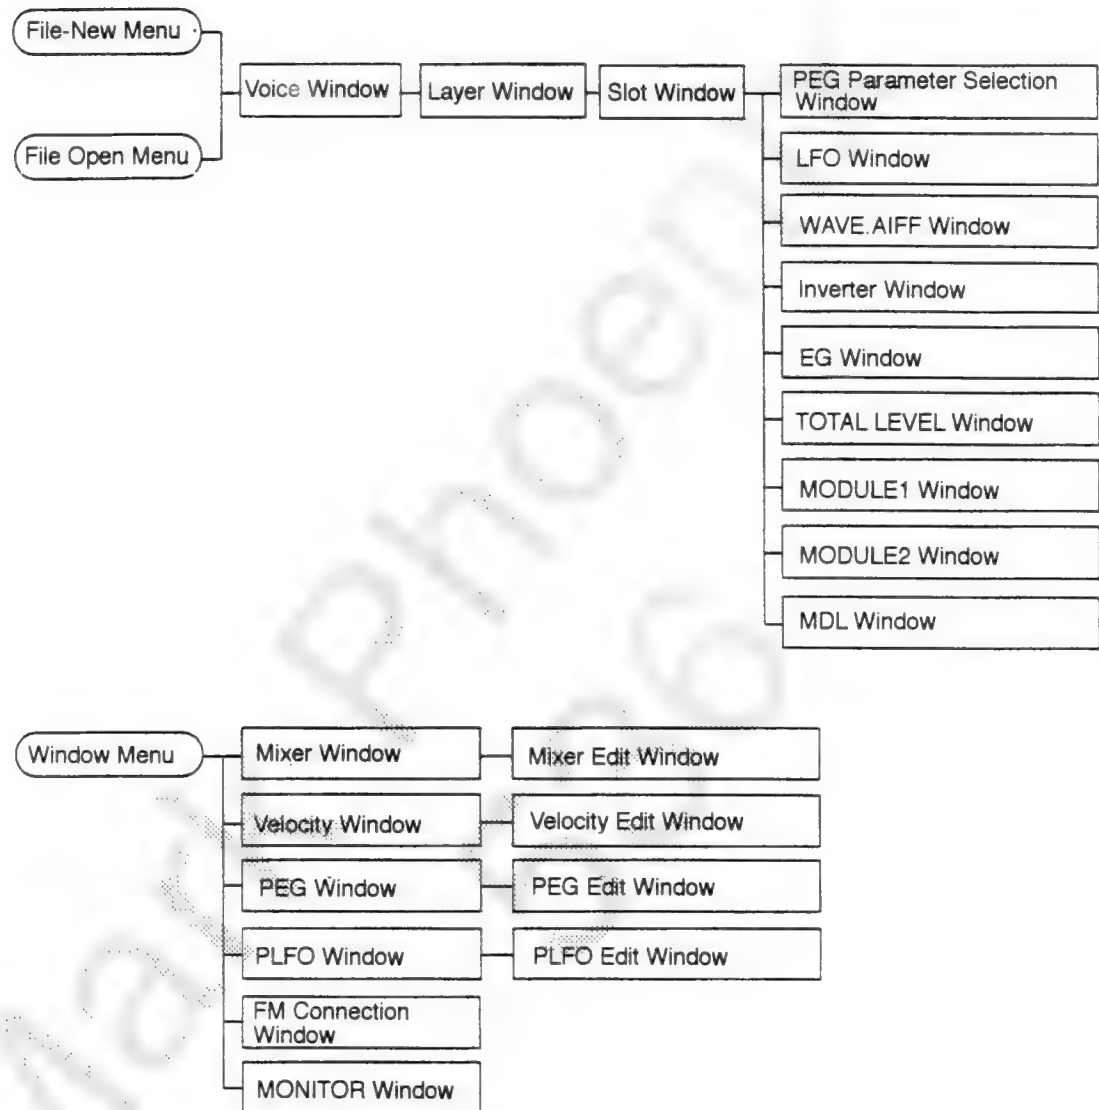 File-New Menu
Voice Window
Layer Window
Slot Window
PEG Parameter Selection
Window
File Open Menu
LFO Window
WAVE.AIFF Window
Inverter Window
EG Window
TOTAL LEVEL Window
MODULE1 Window
MODULE2 Window
MDL Window
Window Menu
Mixer Window
Mixer Edit Window
Velocity Window
Velocity Edit Window
PEG Window
PEG Edit Window
PLFO Window
PLFO Edit Window
FM Connection
Window
MONITOR Window